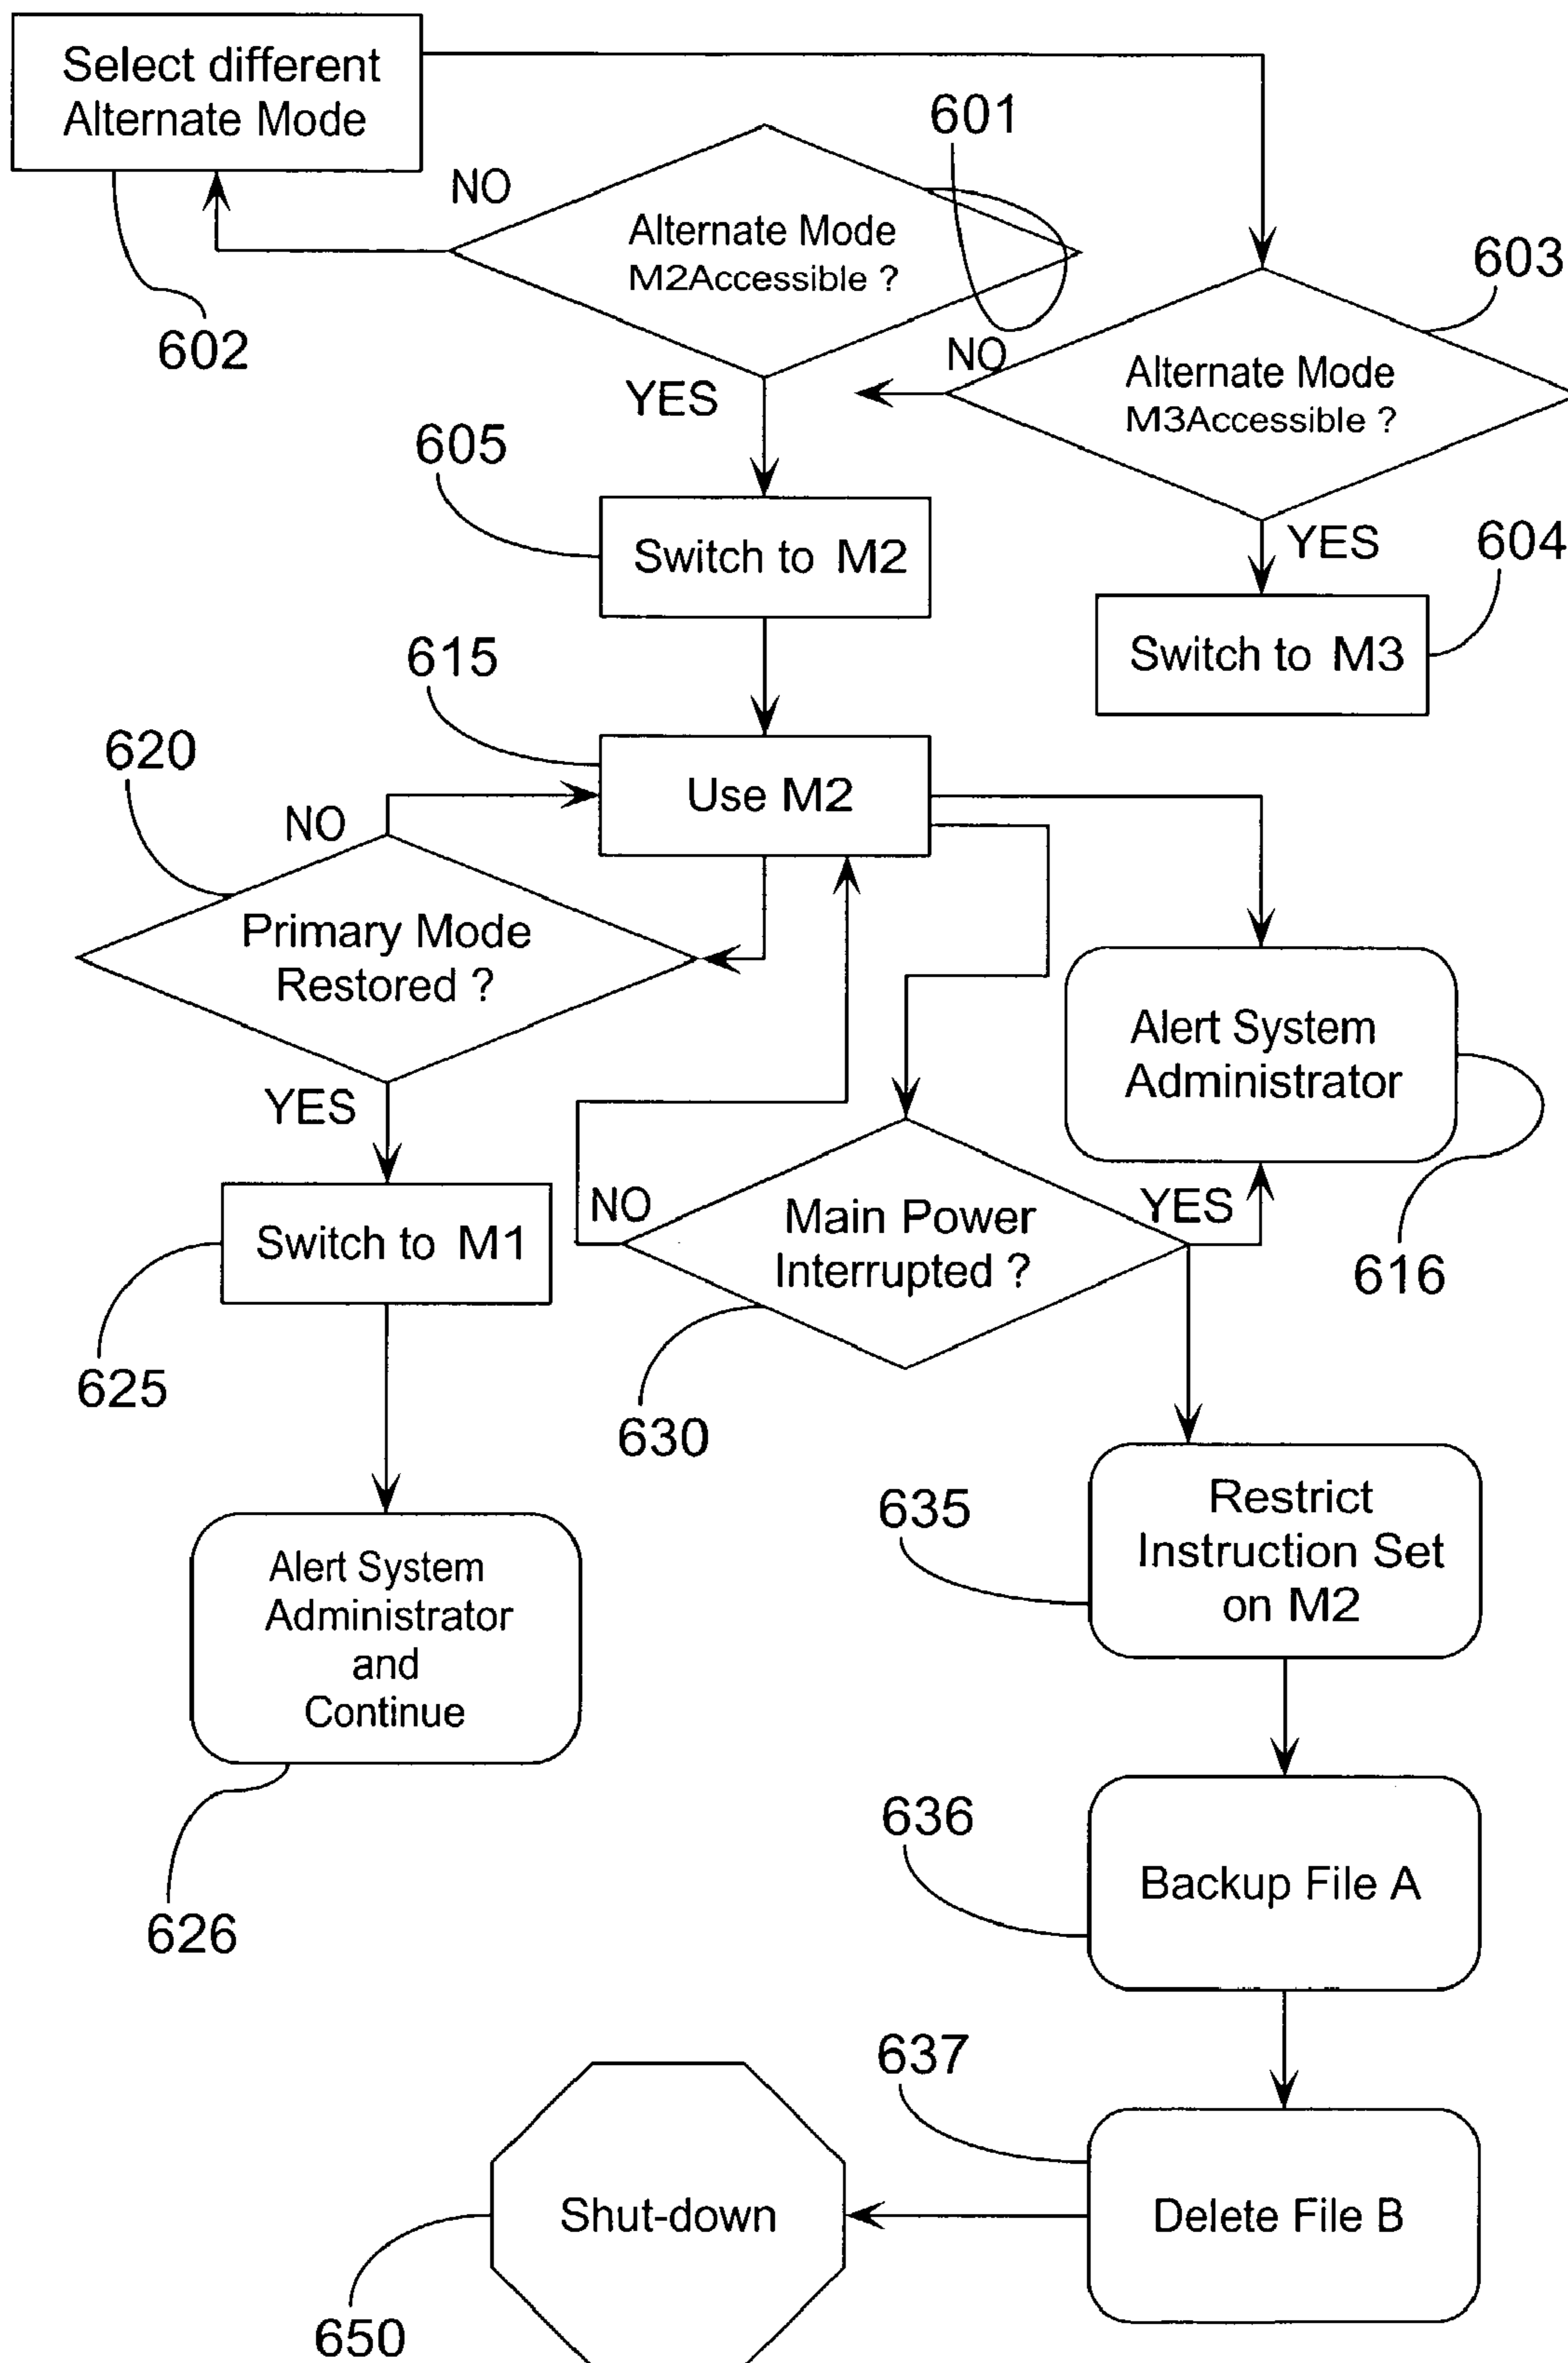 Select different
Alternate Mode
602
NO
Alternate Mode
M2Accessible ?
601
603
NO
Alternate Mode
M3Accessible ?
YES
605
Switch to M2
YES
604
Switch to M3
615
Use M2
620
NO
Primary Mode
Restored ?
YES
Alert System
Administrator
616
NO
Main Power
Interrupted ?
YES
630
Switch to M1
625
Alert System
Administrator
and
Continue
626
635
Restrict
Instruction Set
on M2
636
Backup File A
637
Delete File B
Shut-down
650